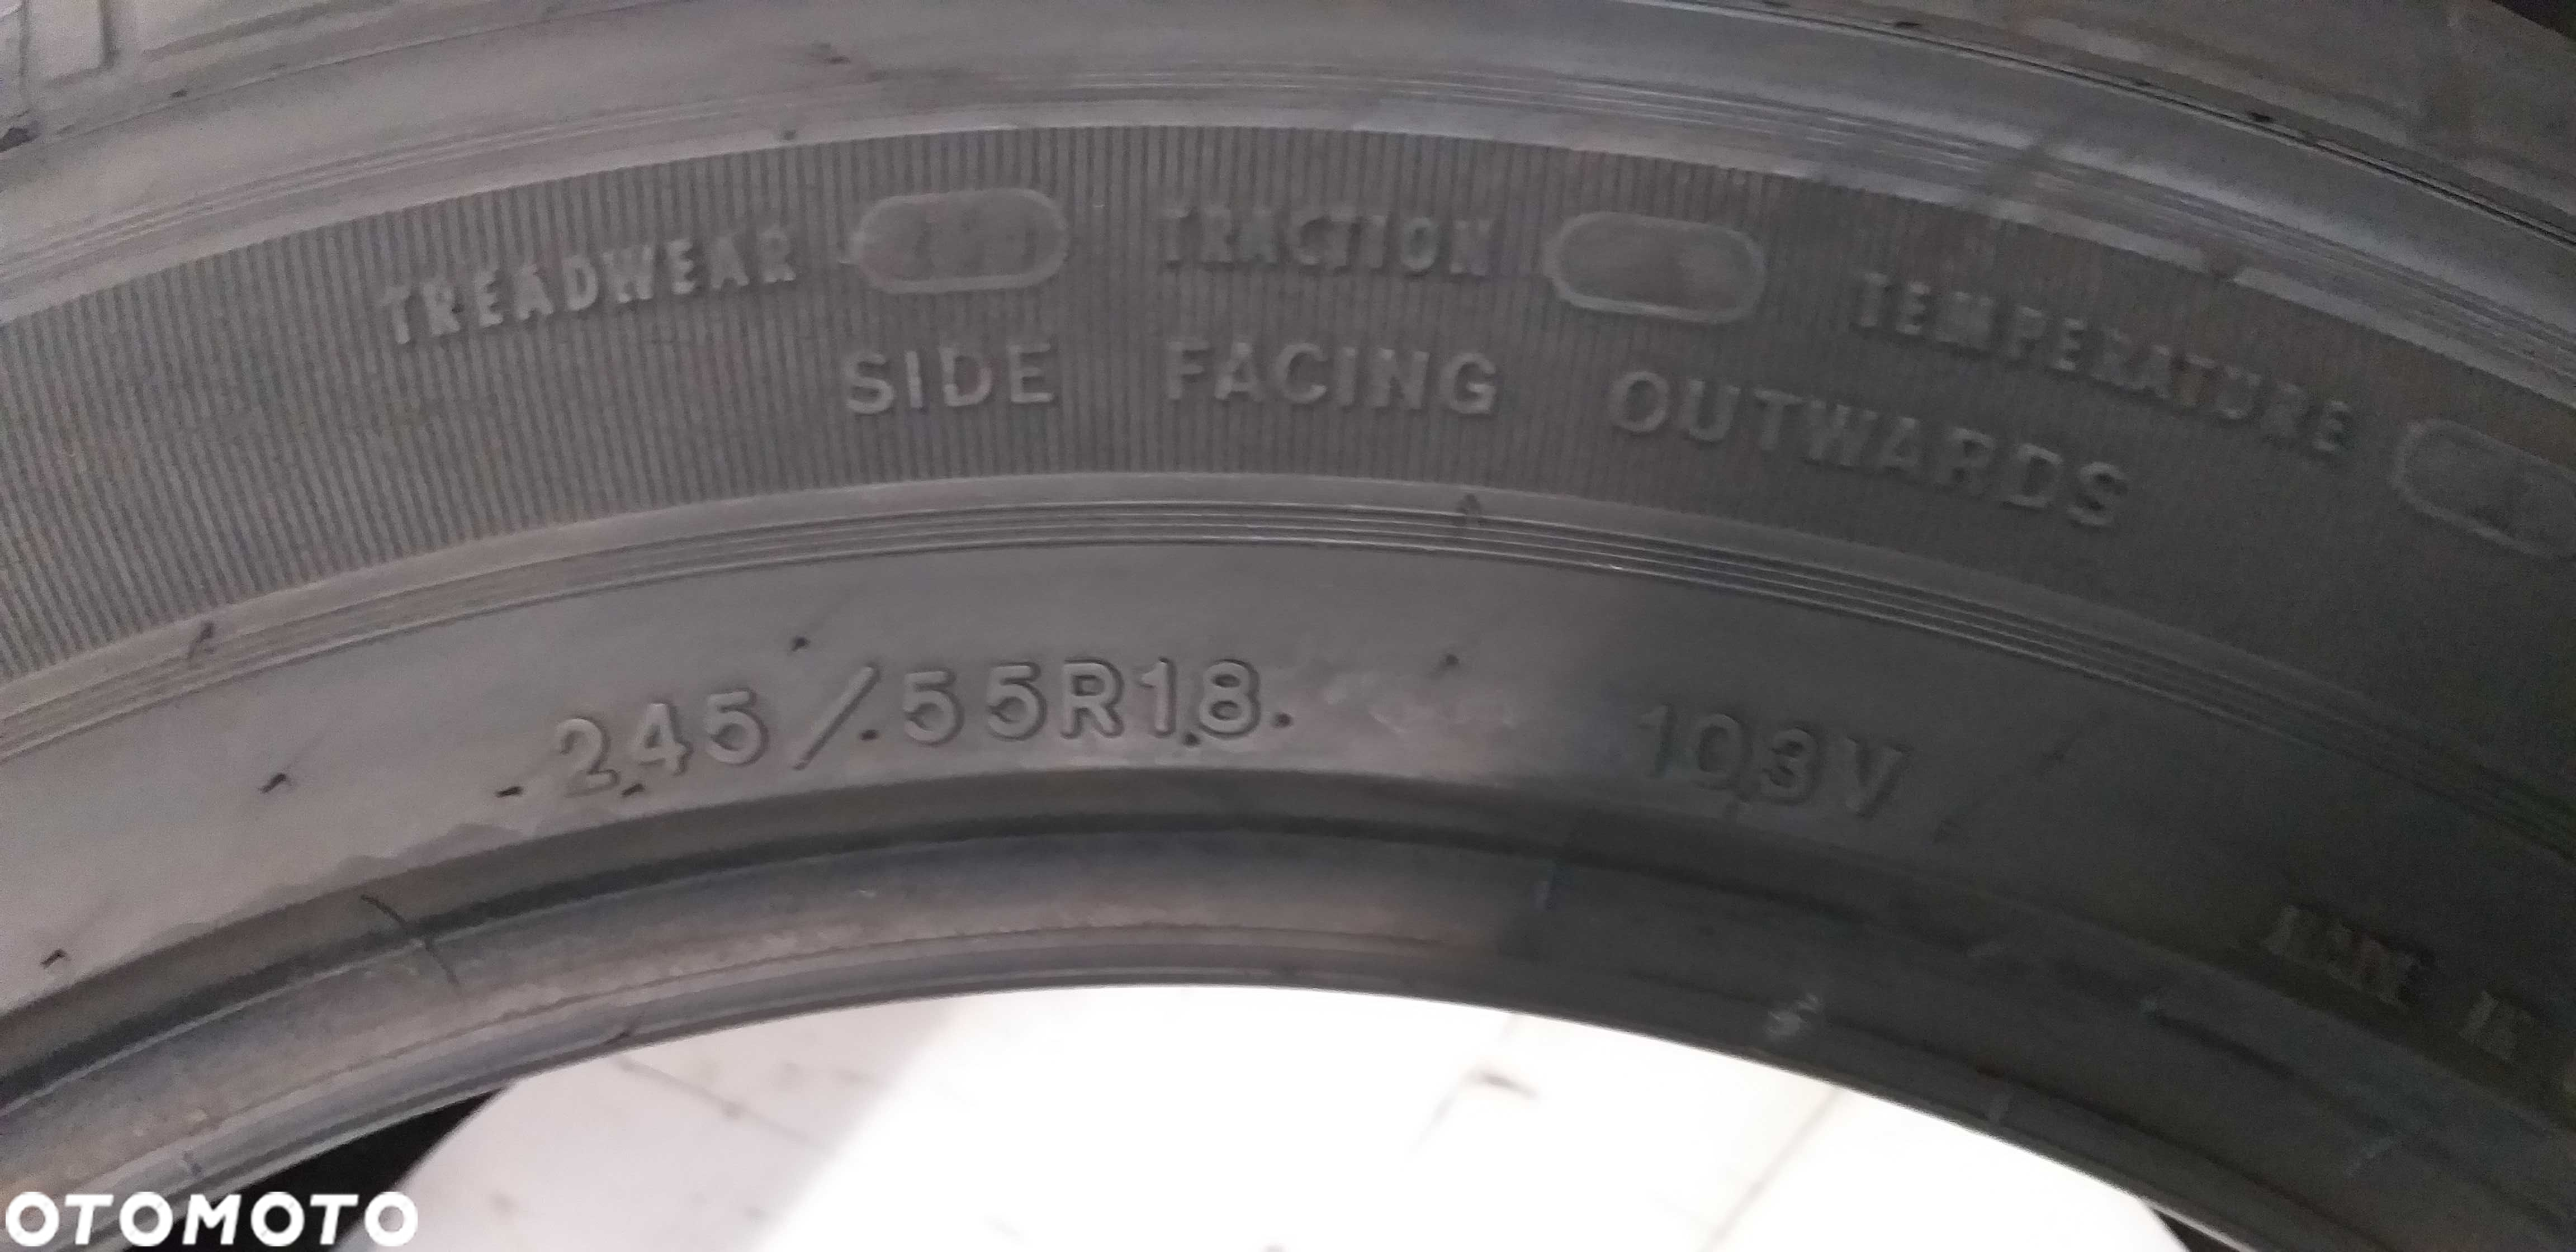 TREADWEAR TRACTION TEMPERATURE
SIDE FACING OUTWARDS
245/55R18 103V
OTOMOTO